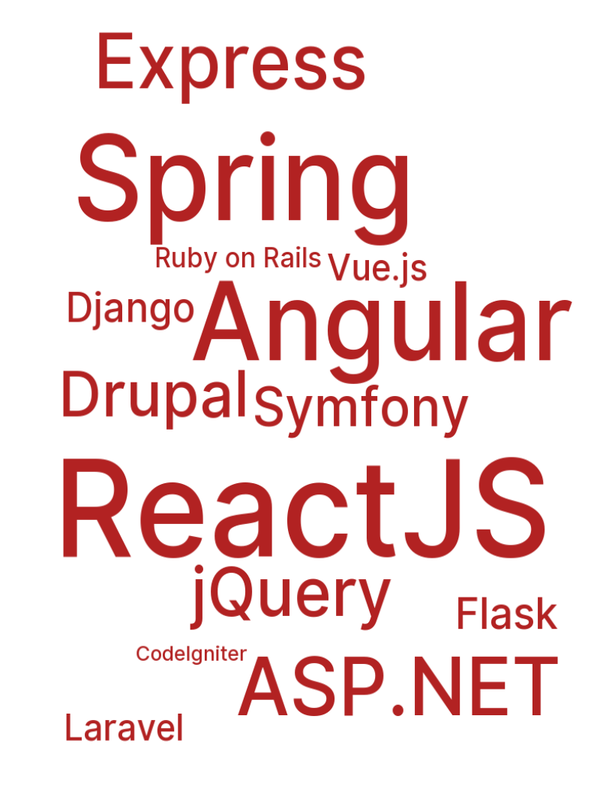 Express
Spring
Ruby on Rails
Vue.js
Django
Angular
Drupal
Symfony
ReactJS
jQuery
Flask
CodeIgniter
ASP.NET
Laravel